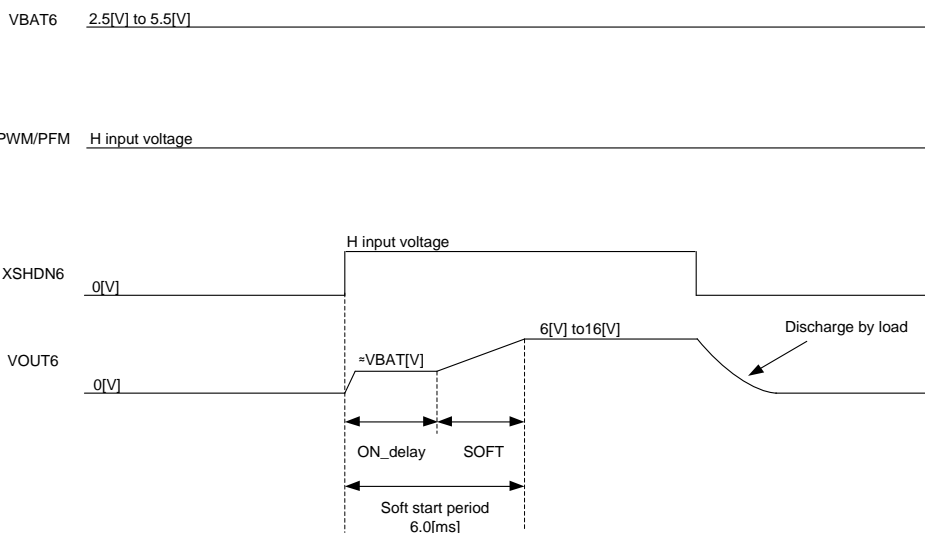 VBAT6 2.5[V] to 5.5[V]
PWM/PFM H input voltage
H input voltage
XSHDN6
0[V]
6[V] to16[V]
Discharge by load
VOUT6
≈VBAT[V]
0[V]
ON_delay SOFT
Soft start period
6.0[ms]